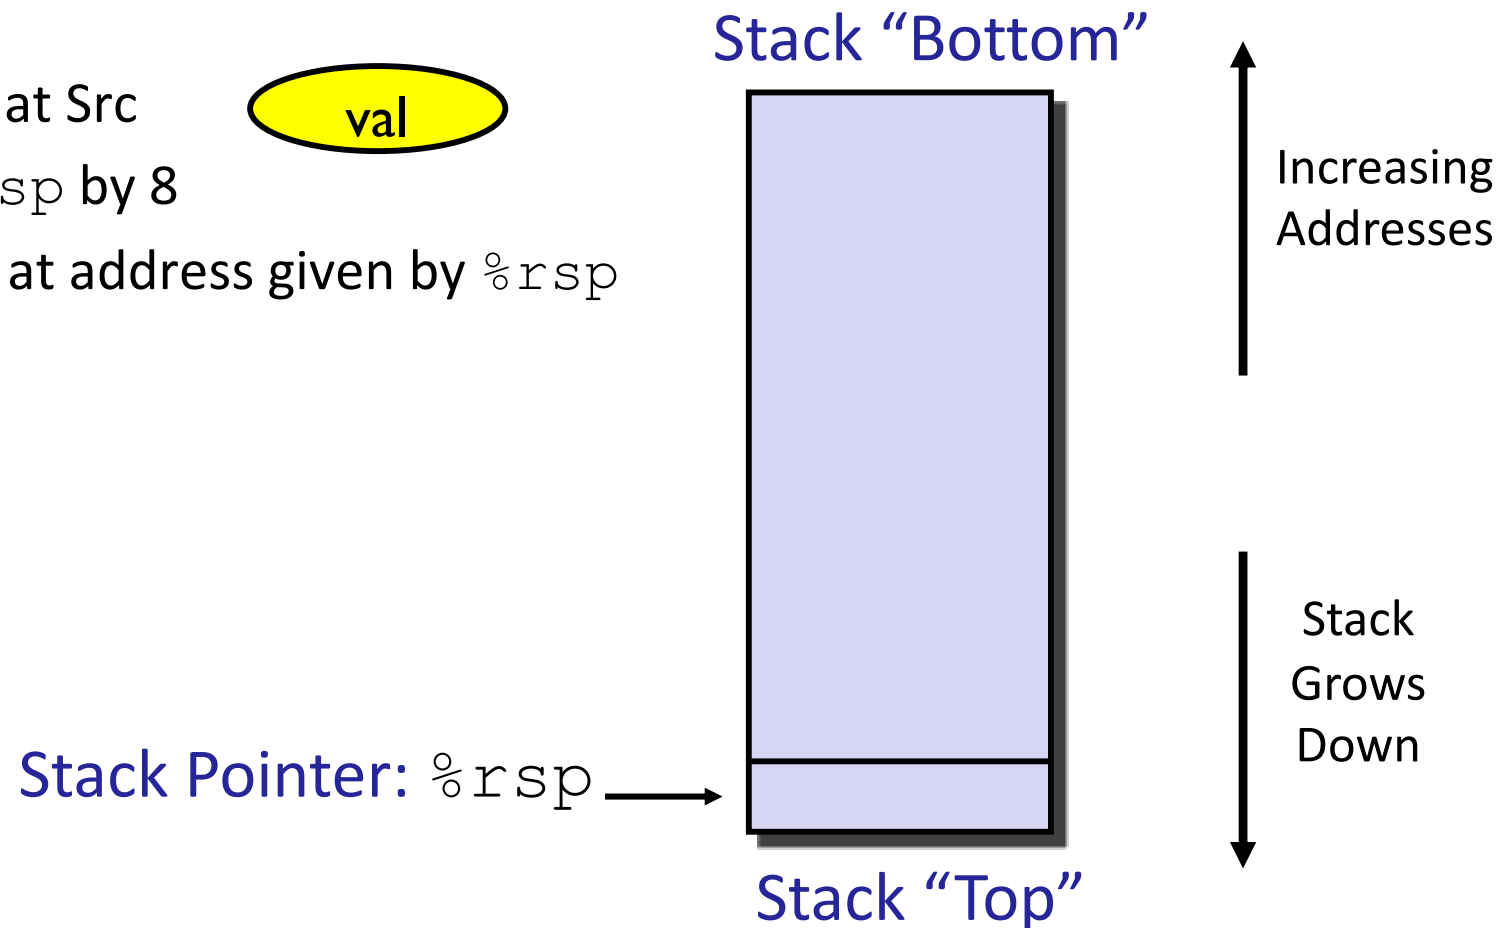 Stack “Bottom”
at Src
val
sp by 8
at address given by %rsp
Increasing
Addresses
Stack
Grows
Down
Stack Pointer: %rsp
Stack “Top”